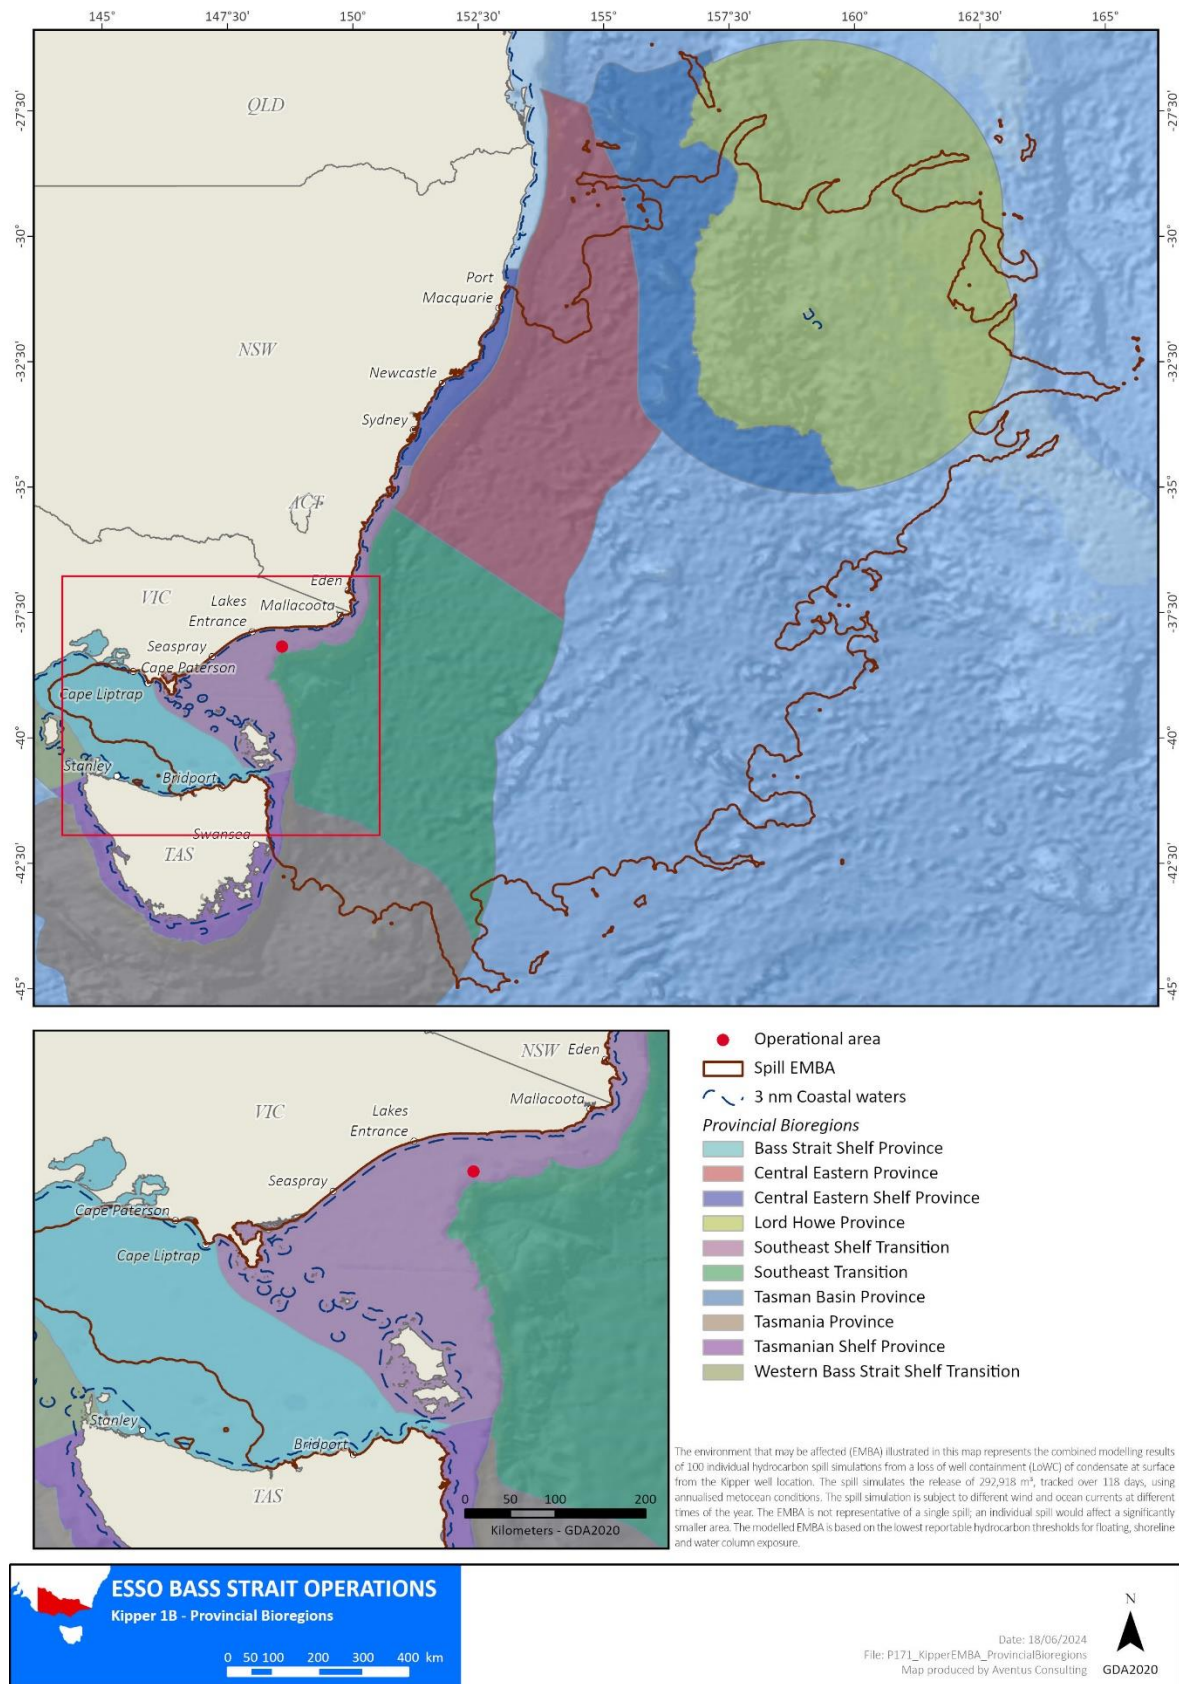 145°
147°30'
150°
152°30'
155°
157°30'
160°
162°30'
165°
-27°30'
-27°30'
-30°
-30°
-32°30'
-32°30'
-35°
-35°
-37°30'
-37°30'
-40°
-40°
-42°30'
-42°30'
-45°
-45°
QLD
Port
Macquarie
NSW
Newcastle
Sydney
ACT
Eden
VIC
Lakes
Entrance
Mallacoota
Seaspray
Cape Paterson
Cape Liptrap
Stanley
Bridport
Swansea
TAS
NSW
Eden
VIC
Mallacoota
Lakes
Entrance
Seaspray
Cape Paterson
Cape Liptrap
Stanley
Bridport
TAS
0 50 100 200
Kilometers - GDA2020
Operational area
Spill EMBA
3 nm Coastal waters
Provincial Bioregions
Bass Strait Shelf Province
Central Eastern Province
Central Eastern Shelf Province
Lord Howe Province
Southeast Shelf Transition
Southeast Transition
Tasman Basin Province
Tasmania Province
Tasmanian Shelf Province
Western Bass Strait Shelf Transition
The environment that may be affected (EMBA) illustrated in this map represents the combined modelling results
of 100 individual hydrocarbon spill simulations from a loss of well containment (LoWC) of condensate at surface
from the Kipper well location. The spill simulates the release of 292,918 m³, tracked over 118 days, using
annualised metocean conditions. The spill simulation is subject to different wind and ocean currents at different
times of the year. The EMBA is not representative of a single spill; an individual spill would affect a significantly
smaller area. The modelled EMBA is based on the lowest reportable hydrocarbon thresholds for floating, shoreline
and water column exposure.
ESSO BASS STRAIT OPERATIONS
Kipper 1B - Provincial Bioregions
0 50 100 200 300 400 km
N
Date: 18/06/2024
File: P171_KipperEMBA_ProvincialBioregions
Map produced by Aventus Consulting
GDA2020